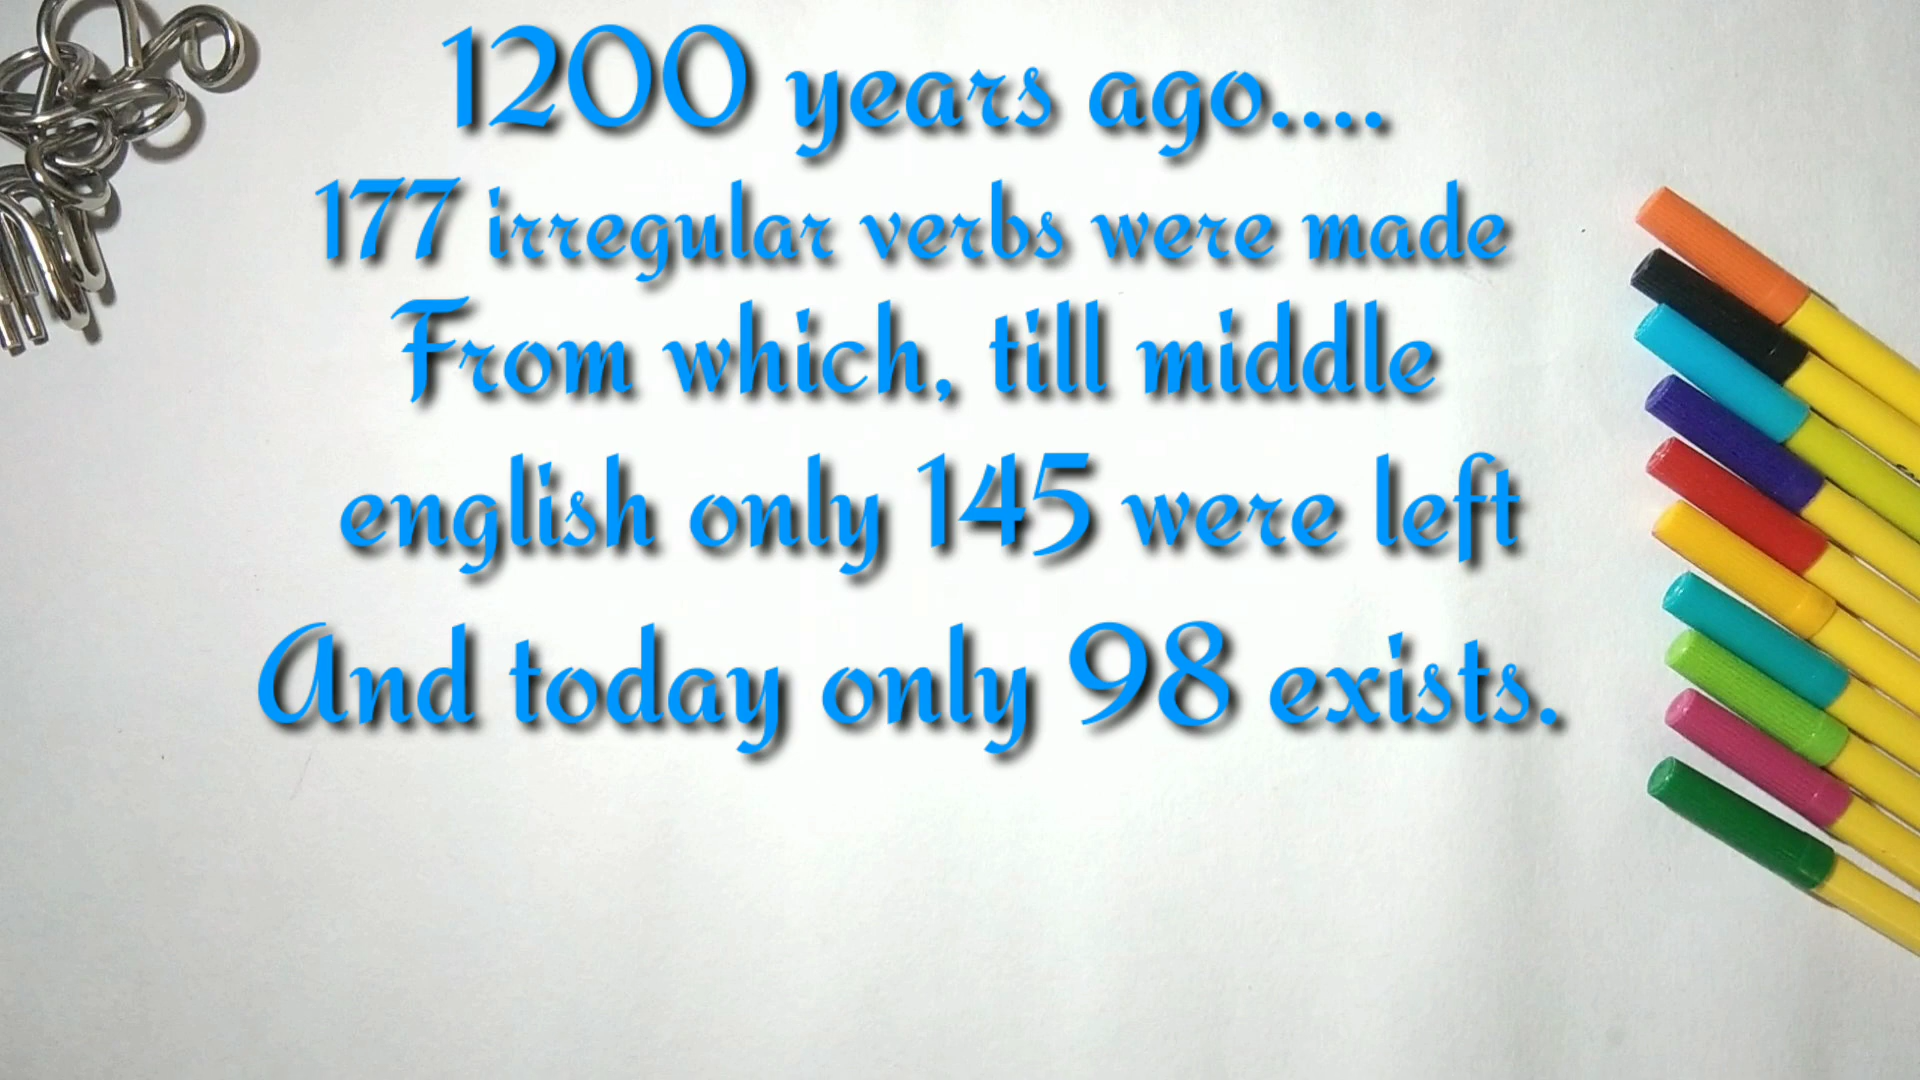 1200 years ago....
177 irregular verbs were made
From which, till middle
english only 145 were left
And today only 98 exists.